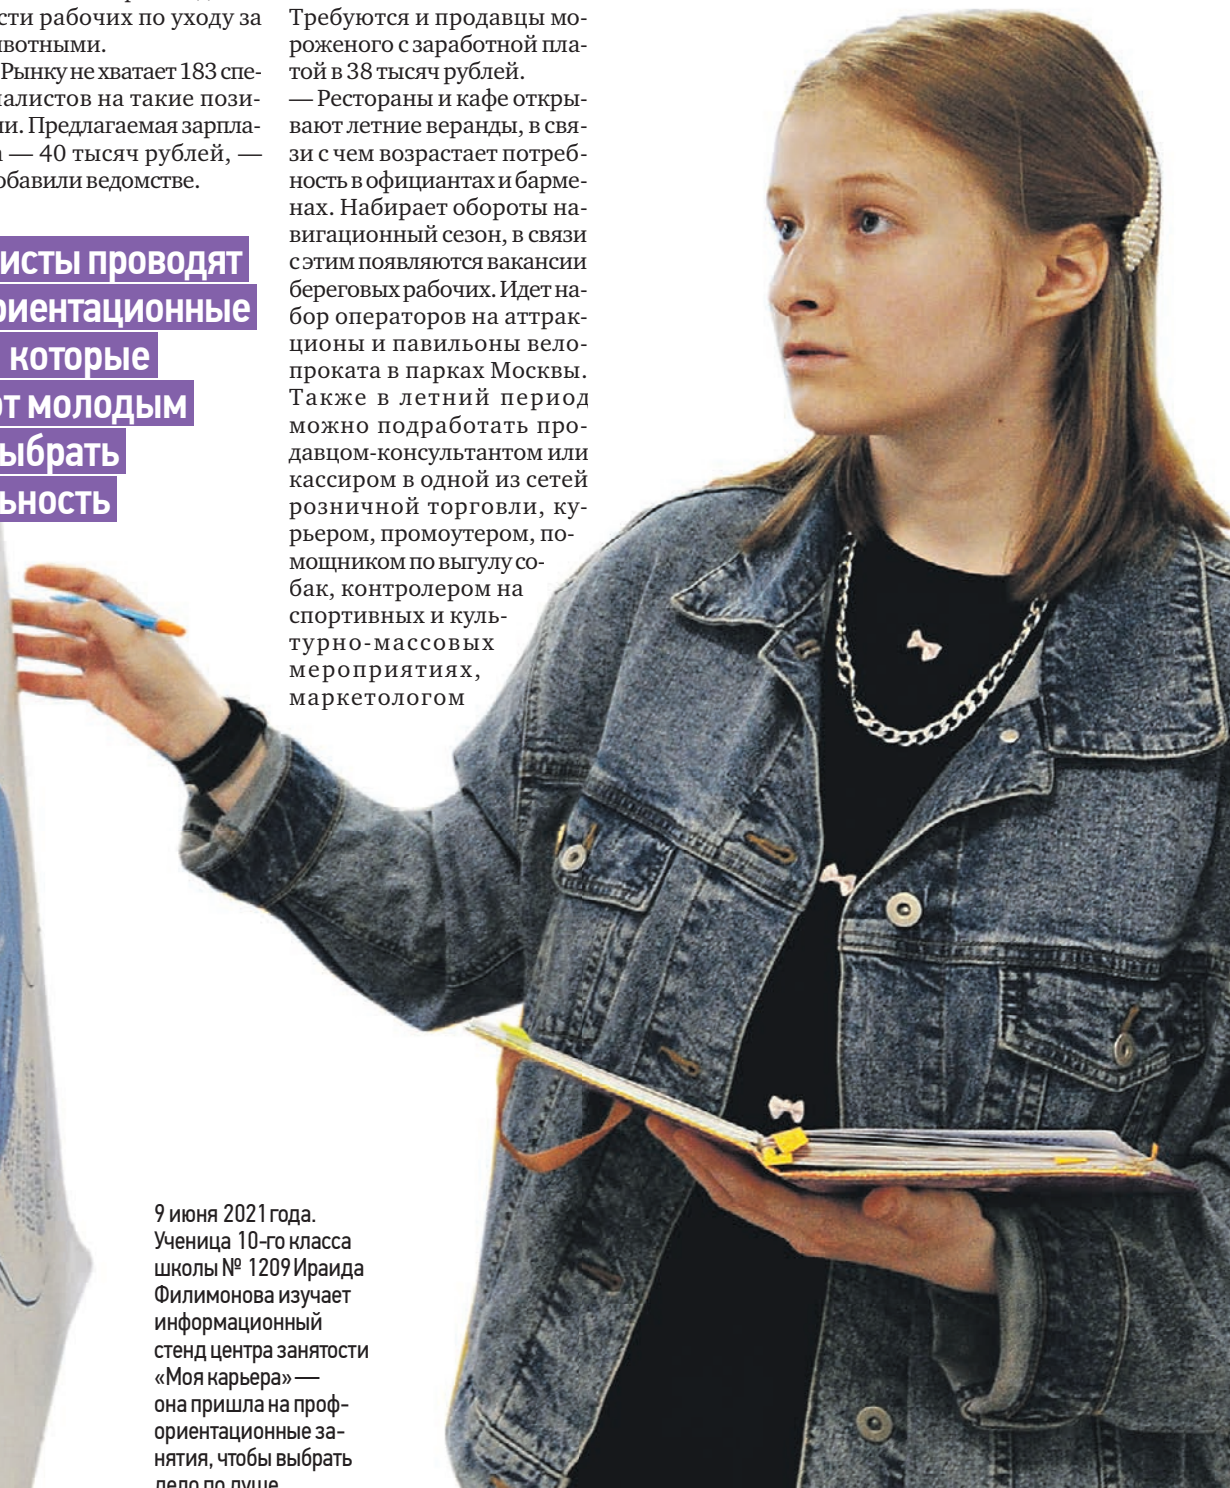 сти рабочих по уходу за
ивотными.
Рынку не хватает 183 спе-
алистов на такие пози-
ии. Предлагаемая зарпла-
а — 40 тысяч рублей, —
обавили ведомстве.
исты проводят
риентационные
которые
от молодым
ыбрать
льность
Требуются и продавцы мо-
роженого с заработной пла-
той в 38 тысяч рублей.
— Рестораны и кафе откры-
вают летние веранды, в свя-
зи с чем возрастает потреб-
ность в официантах и барме-
нах. Набирает обороты на-
вигационный сезон, в связи
с этим появляются вакансии
береговых рабочих. Идет на-
бор операторов на аттрак-
ционы и павильоны вело-
проката в парках Москвы.
Также в летний период
можно подработать про-
давцом-консультантом или
кассиром в одной из сетей
розничной торговли, ку-
рьером, промоутером, по-
мощником по выгулу со-
бак, контролером на
спортивных и куль-
турно-массовых
мероприятиях,
маркетологом
9 июня 2021 года.
Ученица 10-го класса
школы № 1209 Ираида
Филимонова изучает
информационный
стенд центра занятости
«Моя карьера» —
она пришла на проф-
ориентационные за-
нятия, чтобы выбрать
дело по душе